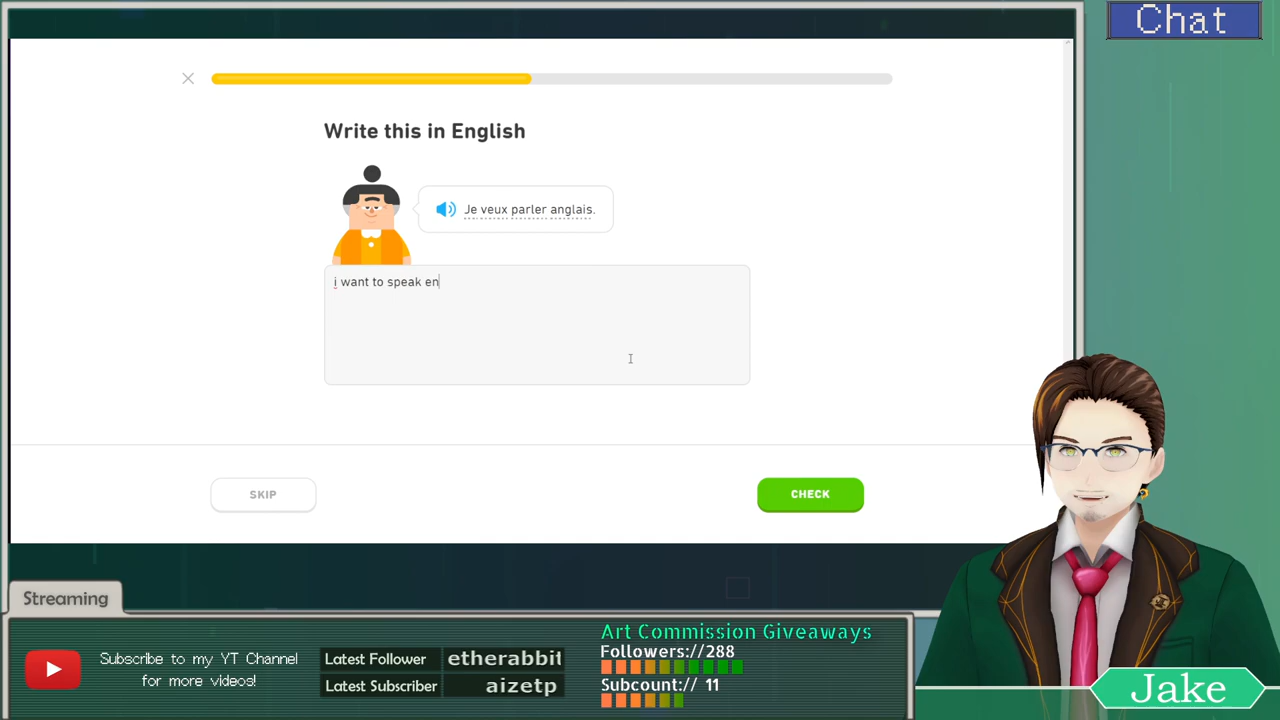 Chat
Write this in English
Je veux parler anglais.
i want to speak en
SKIP
CHECK
Streaming
Subscribe to my YT Channel
for more videos!
Latest Follower etherabbit
Latest Subscriber aizetp
Art Commission Giveaways
Followers://288
Subcount:// 11
Jake